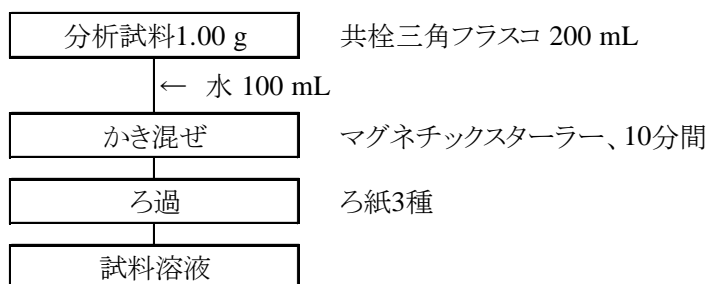 分析試料1.00 g 共栓三角フラスコ 200 mL
← 水 100 mL
かき混ぜ マグネチックスターラー、10分間
ろ過 ろ紙3種
試料溶液